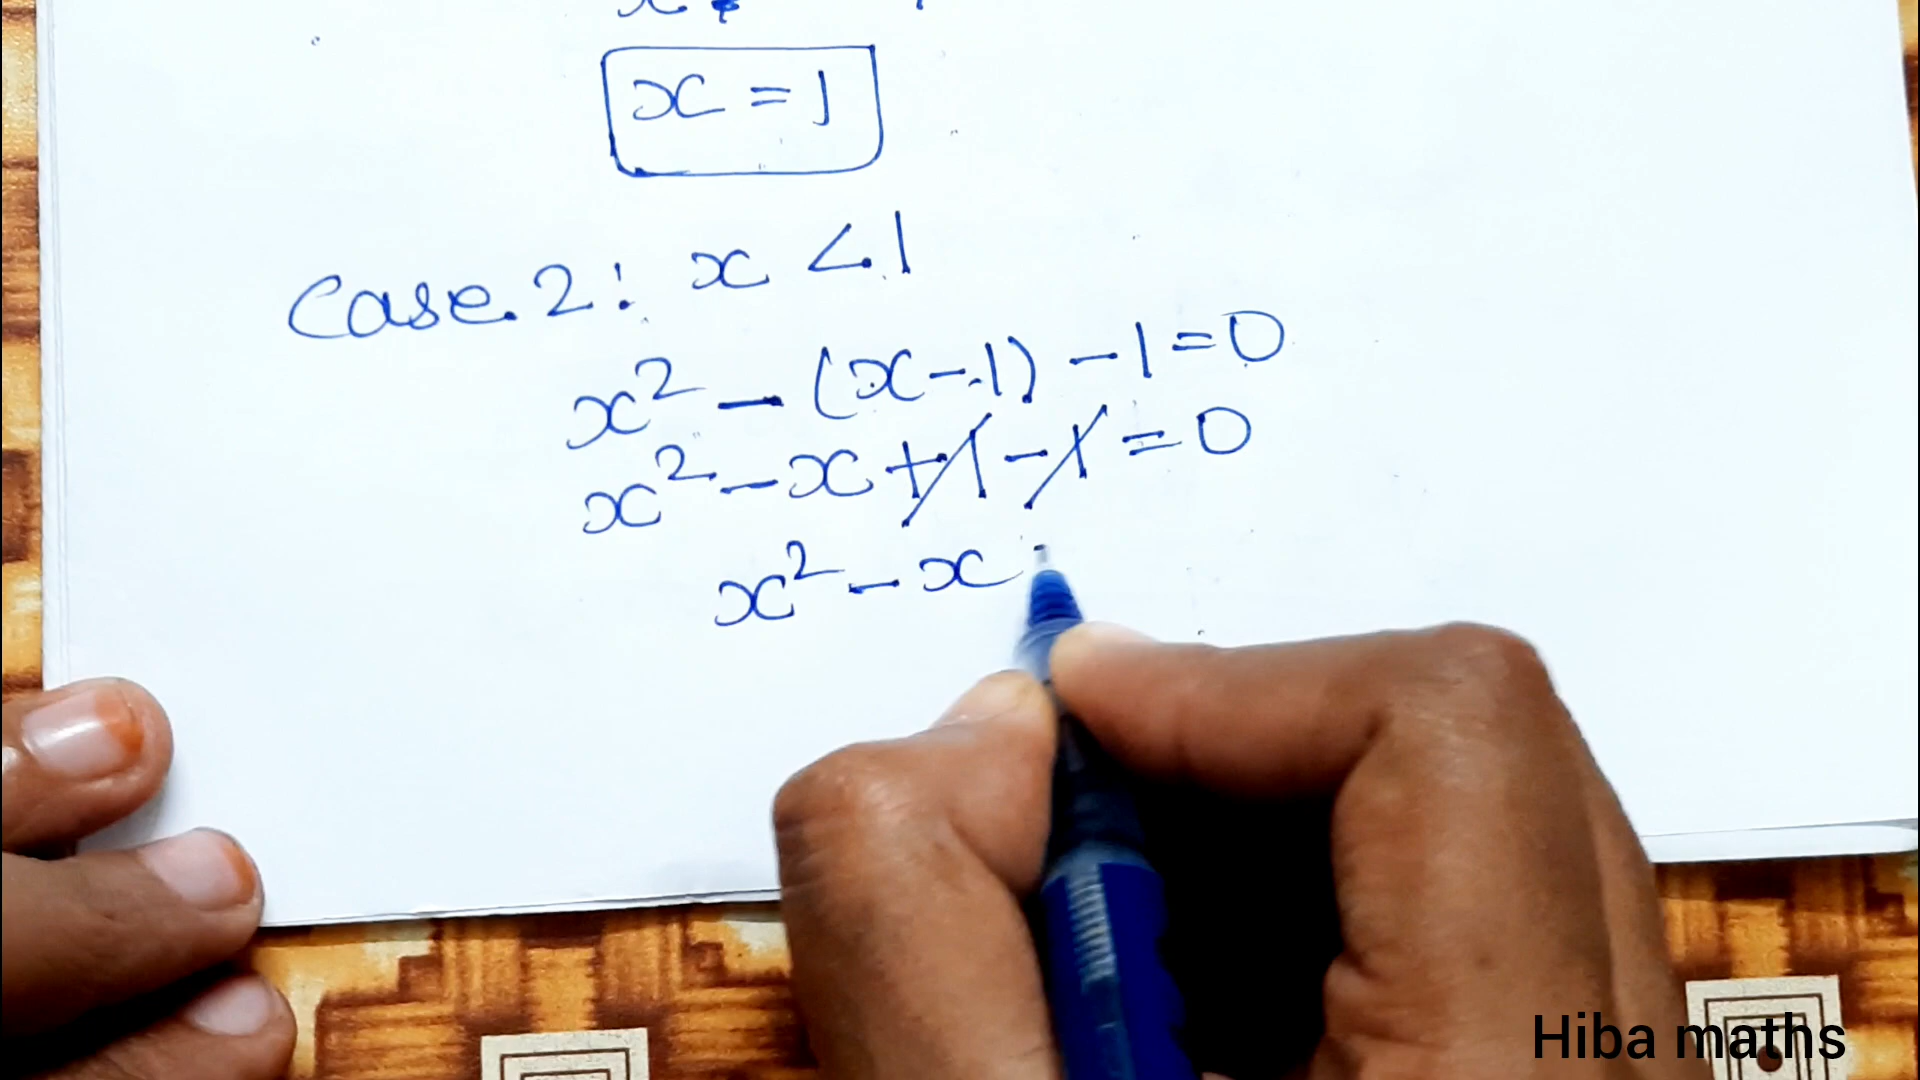 x = 1
Case.2: x < 1
x² - (x-1) - 1 = 0
x² - x + 1 - 1 = 0
x² - x
Hiba maths